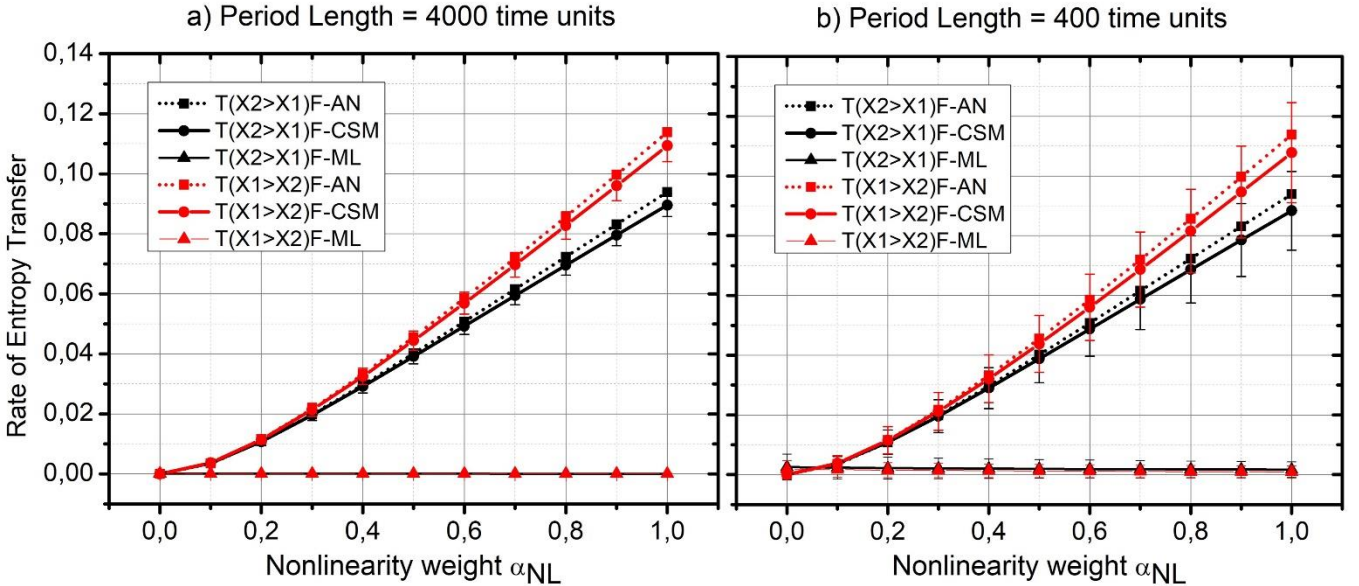 a) Period Length = 4000 time units
b) Period Length = 400 time units
Rate of Entropy Transfer
0,14
0,12
0,10
0,08
0,06
0,04
0,02
0,00
T(X2>X1)F-AN
T(X2>X1)F-CSM
T(X2>X1)F-ML
T(X1>X2)F-AN
T(X1>X2)F-CSM
T(X1>X2)F-ML
T(X2>X1)F-AN
T(X2>X1)F-CSM
T(X2>X1)F-ML
T(X1>X2)F-AN
T(X1>X2)F-CSM
T(X1>X2)F-ML
0,0 0,2 0,4 0,6 0,8 1,0
0,0 0,2 0,4 0,6 0,8 1,0
Nonlinearity weight αNL
Nonlinearity weight αNL